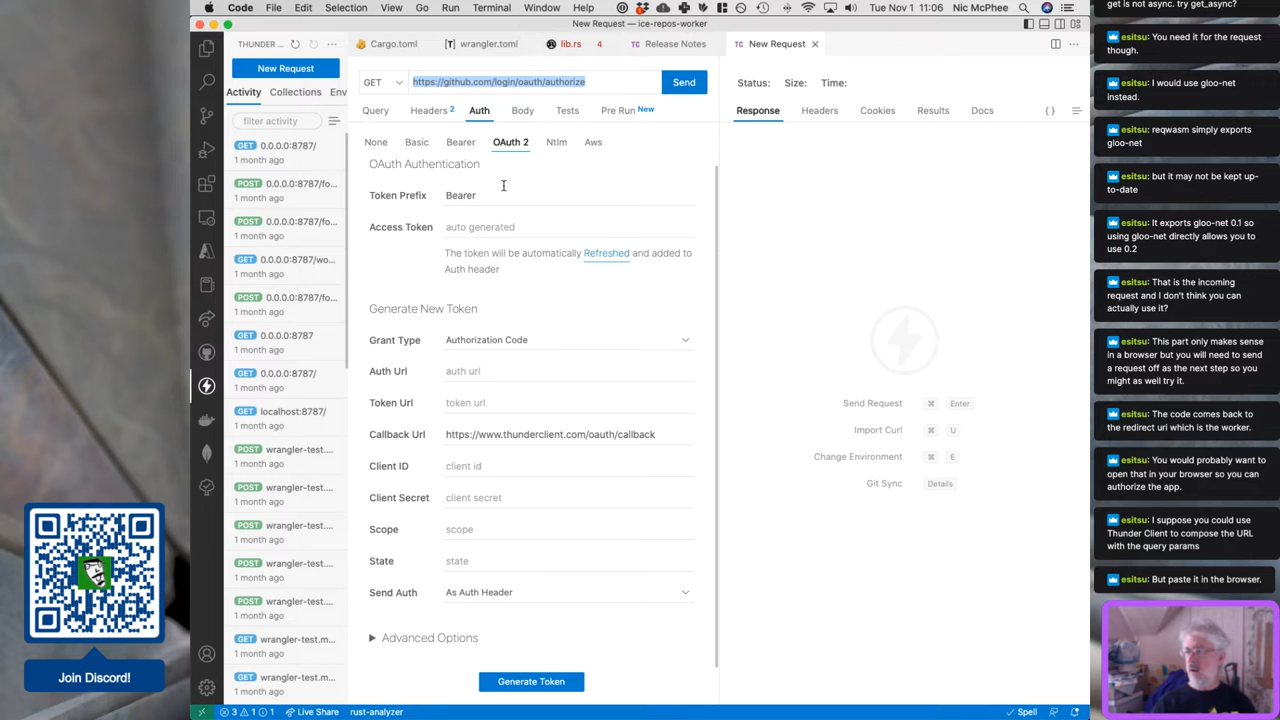 Code File Edit Selection View Go Run Terminal Window Help
Tue Nov 1 11:06 Nic McPhee
New Request — ice-repos-worker
THUNDER ...
Cargo.toml
wrangler.toml
lib.rs 4
Release Notes
New Request
New Request
Activity Collections Env
filter activity
GET 0.0.0.0:8787/
1 month ago
POST 0.0.0.0:8787/fo...
1 month ago
POST 0.0.0.0:8787/fo...
1 month ago
GET 0.0.0.0:8787/wo...
1 month ago
POST 0.0.0.0:8787/fo...
1 month ago
GET 0.0.0.0:8787
1 month ago
GET 0.0.0.0:8787/
1 month ago
GET localhost:8787/
1 month ago
POST wrangler-test....
1 month ago
POST wrangler-test....
1 month ago
POST wrangler-test....
1 month ago
POST wrangler-test....
1 month ago
POST wrangler-test....
1 month ago
GET wrangler-test.m...
1 month ago
GET wrangler-test.m...
1 month ago
GET https://github.com/login/oauth/authorize Send
Query Headers 2 Auth Body Tests Pre Run New
None Basic Bearer OAuth 2 Ntlm Aws
OAuth Authentication
Token Prefix Bearer
Access Token auto generated
The token will be automatically Refreshed and added to
Auth header
Generate New Token
Grant Type Authorization Code
Auth Url auth url
Token Url token url
Callback Url https://www.thunderclient.com/oauth/callback
Client ID client id
Client Secret client secret
Scope scope
State state
Send Auth As Auth Header
Advanced Options
Generate Token
Status: Size: Time:
Response Headers Cookies Results Docs { }
Send Request ⌘ Enter
Import Curl ⌘ U
Change Environment ⌘ E
Git Sync Details
get is not async. try get_async?
esitsu: You need it for the request
though.
esitsu: I would use gloo-net
instead.
esitsu: reqwasm simply exports
gloo-net
esitsu: but it may not be kept up-
to-date
esitsu: It exports gloo-net 0.1 so
using gloo-net directly allows you to
use 0.2
esitsu: That is the incoming
request and I don't think you can
actually use it?
esitsu: This part only makes sense
in a browser but you will need to send
a request off as the next step so you
might as well try it.
esitsu: The code comes back to
the redirect uri which is the worker.
esitsu: You would probably want to
open that in your browser so you can
authorize the app.
esitsu: I suppose you could use
Thunder Client to compose the URL
with the query params
esitsu: But paste it in the browser.
Join Discord!
3 1 1 Live Share rust-analyzer
Spell